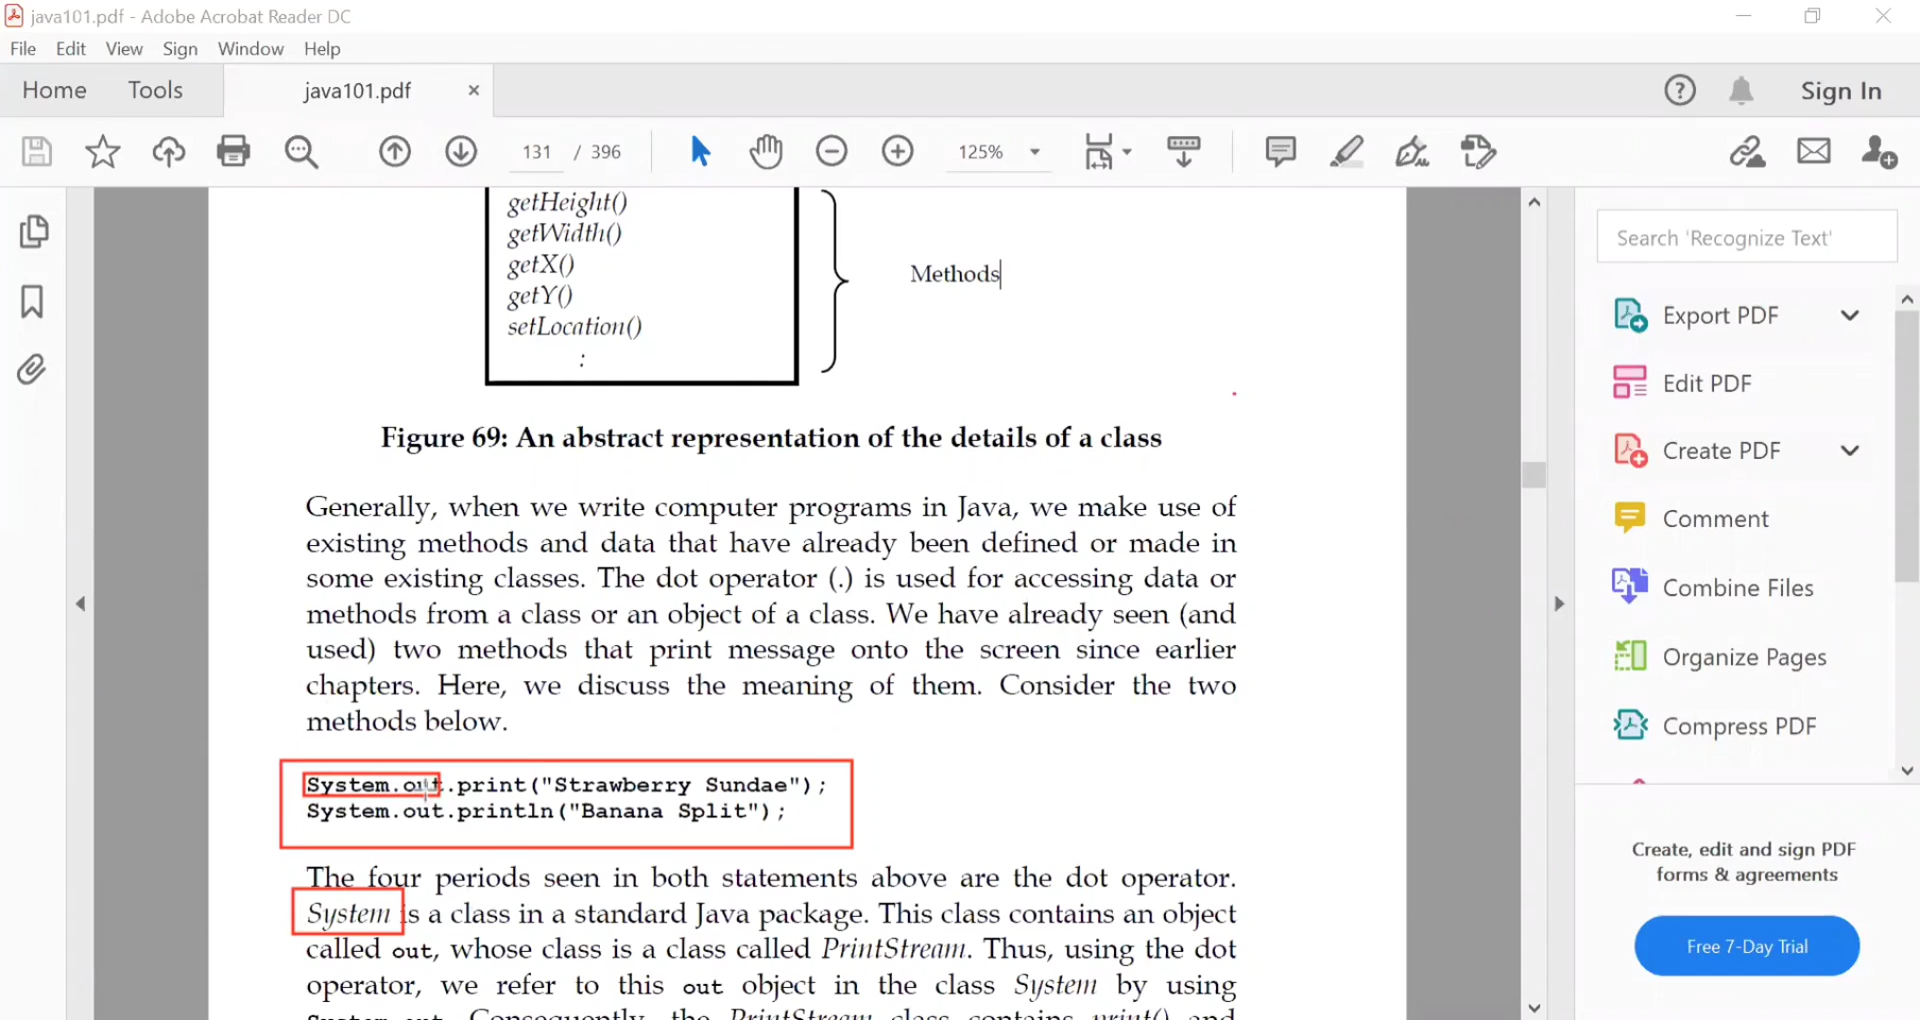 java101.pdf - Adobe Acrobat Reader DC
File Edit View Sign Window Help
Home Tools java101.pdf × Sign In
131 / 396 125%
getHeight()
getWidth()
getX()
getY()
setLocation()
:
Methods
Figure 69: An abstract representation of the details of a class
Generally, when we write computer programs in Java, we make use of
existing methods and data that have already been defined or made in
some existing classes. The dot operator (.) is used for accessing data or
methods from a class or an object of a class. We have already seen (and
used) two methods that print message onto the screen since earlier
chapters. Here, we discuss the meaning of them. Consider the two
methods below.
System.out.print("Strawberry Sundae");
System.out.println("Banana Split");
The four periods seen in both statements above are the dot operator.
System is a class in a standard Java package. This class contains an object
called out, whose class is a class called PrintStream. Thus, using the dot
operator, we refer to this out object in the class System by using
System.out. Consequently, the PrintStream class contains print() and
Search 'Recognize Text'
Export PDF
Edit PDF
Create PDF
Comment
Combine Files
Organize Pages
Compress PDF
Create, edit and sign PDF
forms & agreements
Free 7-Day Trial